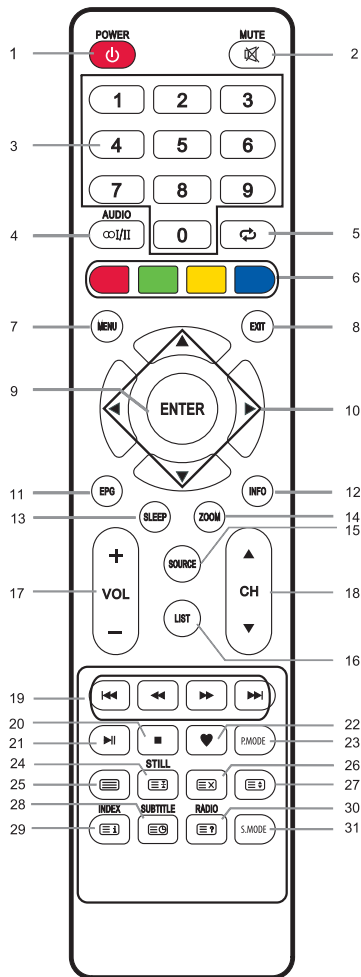 POWER MUTE
1 2
1 2 3
3 4 5 6
7 8 9
AUDIO
4 I/II 0 5
6
7 MENU EXIT 8
9 ENTER 10
11 EPG INFO 12
13 SLEEP ZOOM 14
15
SOURCE
17 + VOL − CH 18
LIST
16
19
20 22
21 P.MODE 23
24 STILL 26
25 27
28 INDEX SUBTITLE RADIO 30
29 i ? S.MODE 31